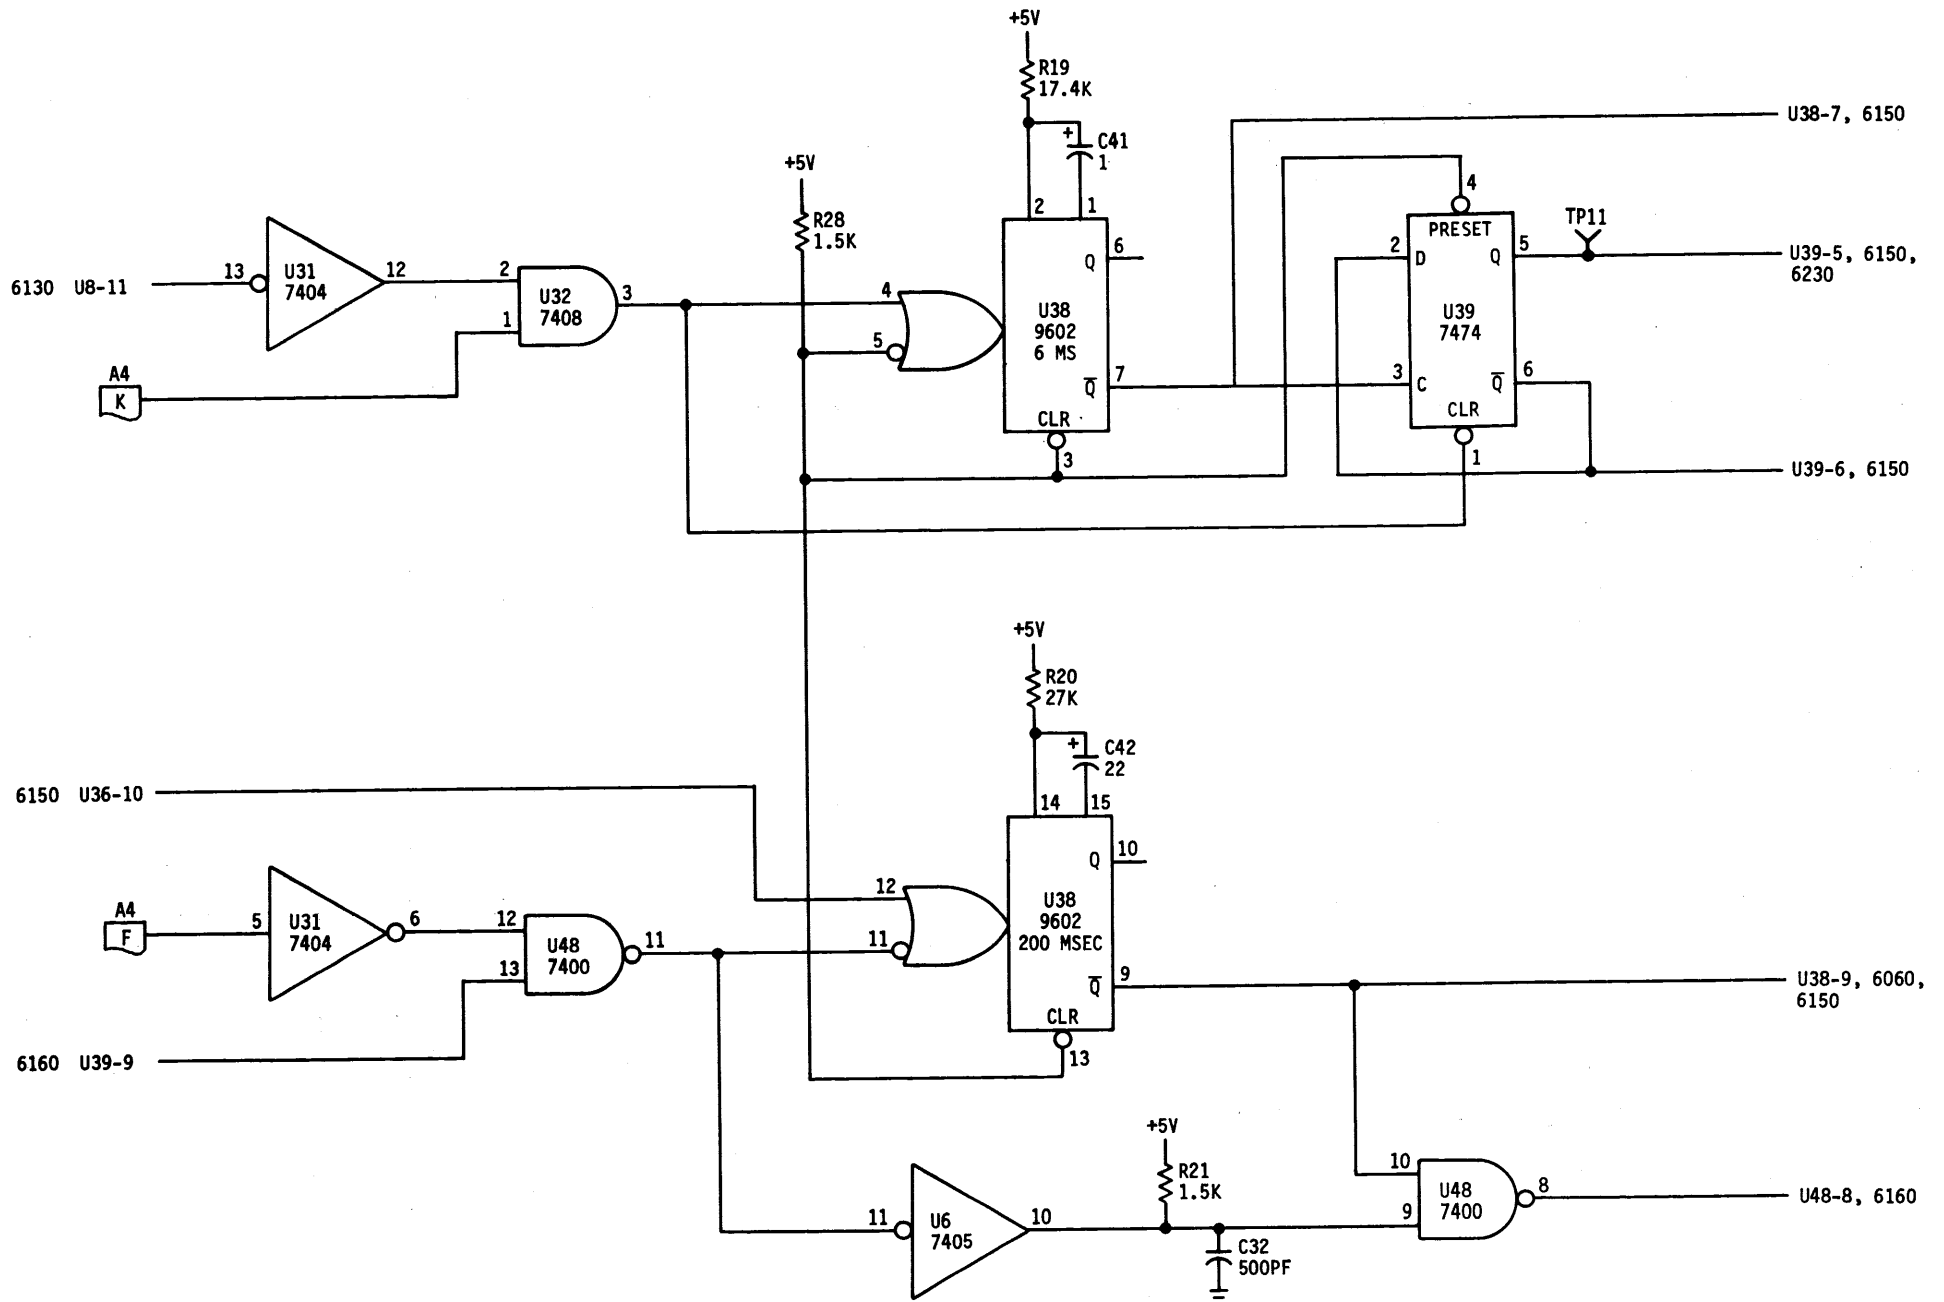 +5V
R19
17.4K
+
C41
1
U38-7, 6150
+5V
R28
1.5K
2
1
4
PRESET
TP11
6130 U8-11
13
U31
7404
12
2
1
U32
7408
3
4
5
U38
9602
6 MS
Q
6
Q̅
7
CLR
3
2
D
Q
5
U39
7474
3
C
Q̅
6
CLR
1
U39-5, 6150,
6230
A4
K
U39-6, 6150
+5V
R20
27K
+
C42
22
6150 U36-10
14
15
12
11
U38
9602
200 MSEC
Q
10
Q̅
9
CLR
13
A4
F
5
U31
7404
6
12
13
U48
7400
11
U38-9, 6060,
6150
6160 U39-9
+5V
R21
1.5K
11
U6
7405
10
C32
500PF
10
9
U48
7400
8
U48-8, 6160